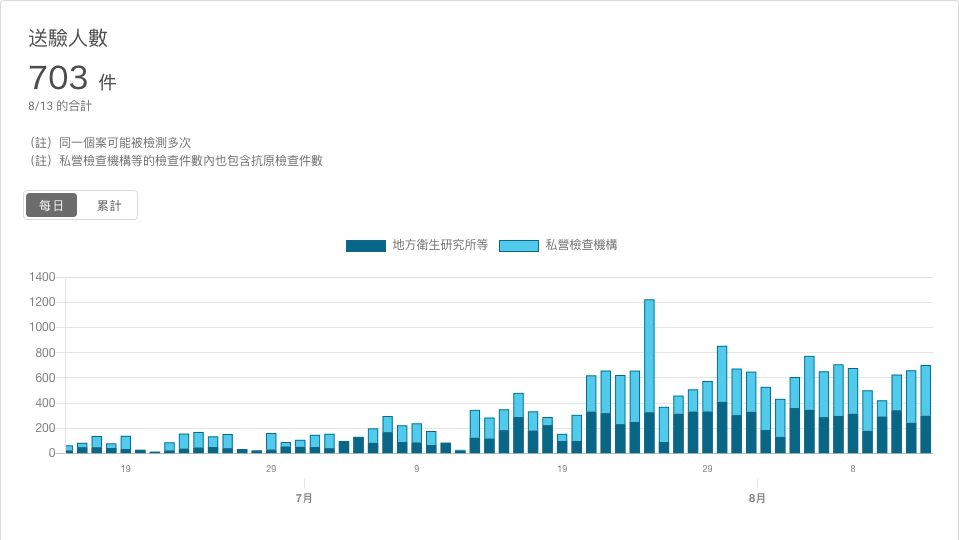 送驗人數
703 件
8/13 的合計
（註）同一個案可能被檢測多次
（註）私營檢查機構等的檢查件數內也包含抗原檢查件數
每日 累計
地方衛生研究所等 私營檢查機構
1400
1200
1000
800
600
400
200
0
19 29 9 19 29 8
7月 8月